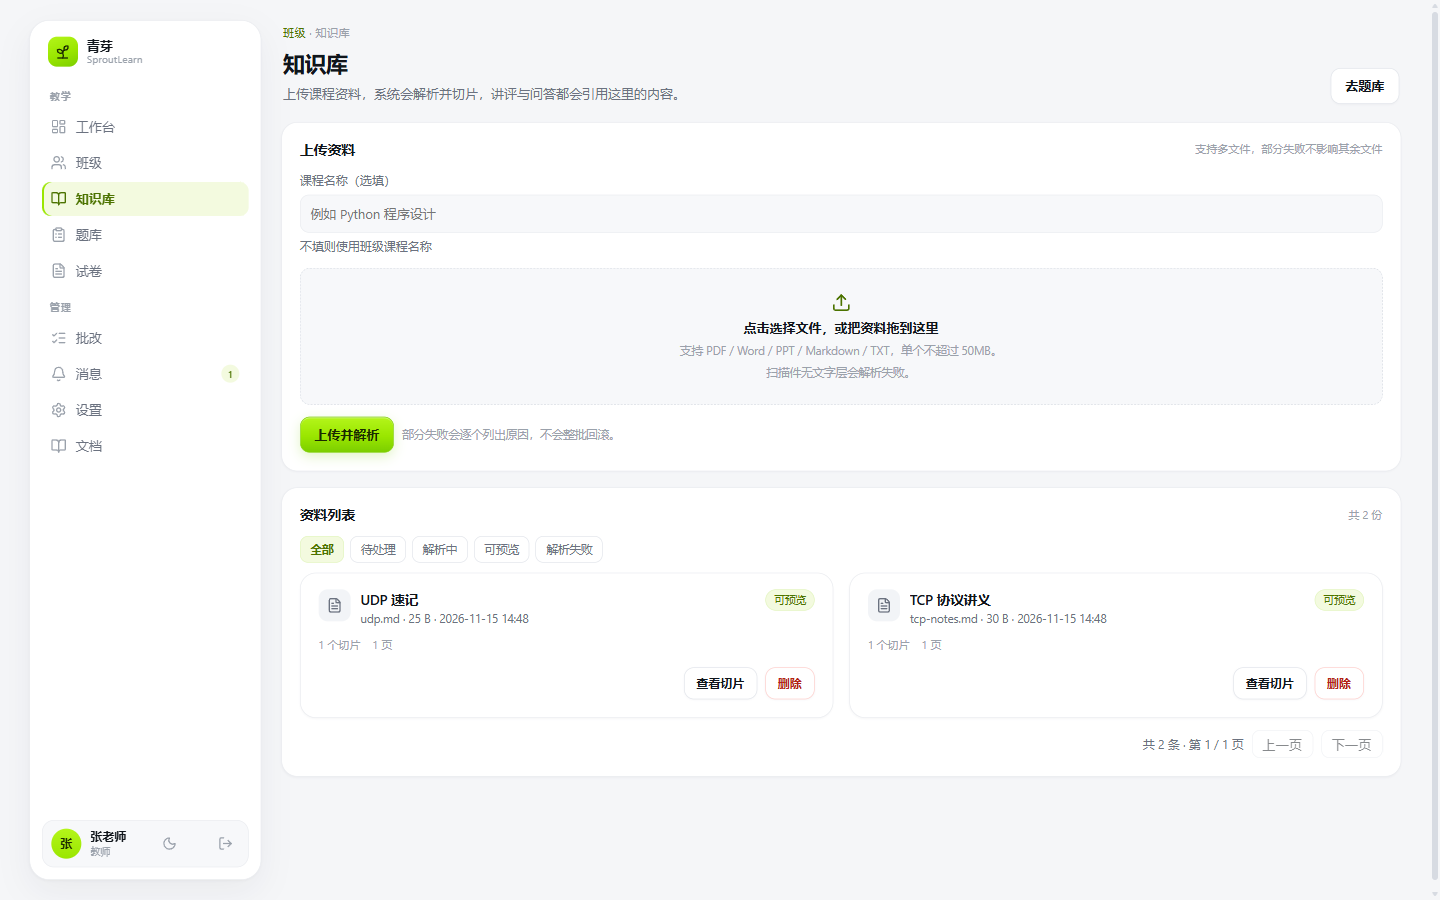 青芽
SproutLearn
教学
工作台
班级
知识库
题库
试卷
管理
批改
消息 1
设置
文档
张 张老师
教师
班级 · 知识库
知识库
上传课程资料，系统会解析并切片，讲评与问答都会引用这里的内容。
去题库
上传资料
支持多文件，部分失败不影响其余文件
课程名称（选填）
例如 Python 程序设计
不填则使用班级课程名称
点击选择文件，或把资料拖到这里
支持 PDF / Word / PPT / Markdown / TXT，单个不超过 50MB。
扫描件无文字层会解析失败。
上传并解析 部分失败会逐个列出原因，不会整批回滚。
资料列表
共 2 份
全部 待处理 解析中 可预览 解析失败
UDP 速记 可预览
udp.md · 25 B · 2026-11-15 14:48
1 个切片 1 页
查看切片 删除
TCP 协议讲义 可预览
tcp-notes.md · 30 B · 2026-11-15 14:48
1 个切片 1 页
查看切片 删除
共 2 条 · 第 1 / 1 页 上一页 下一页